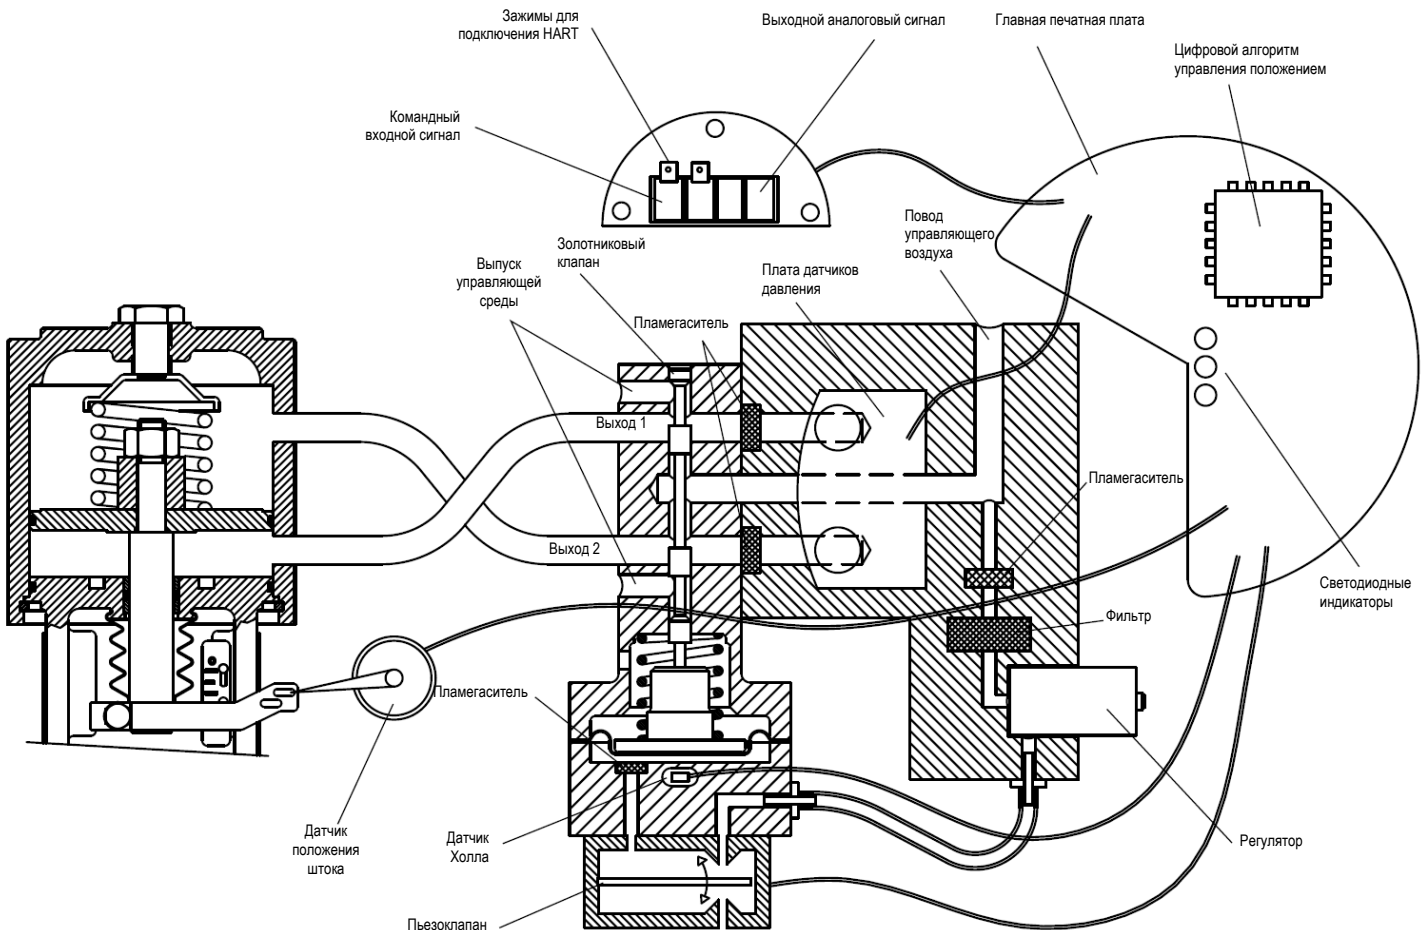 Зажимы для
подключения HART
Выходной аналоговый сигнал
Главная печатная плата
Цифровой алгоритм
управления положением
Командный
входной сигнал
Золотниковый
клапан
Повод
управляющего
воздуха
Выпуск
управляющей
среды
Плата датчиков
давления
Пламегаситель
Выход 1
Пламегаситель
Выход 2
Светодиодные
индикаторы
Фильтр
Пламегаситель
Датчик
положения
штока
Датчик
Холла
Регулятор
Пьезоклапан